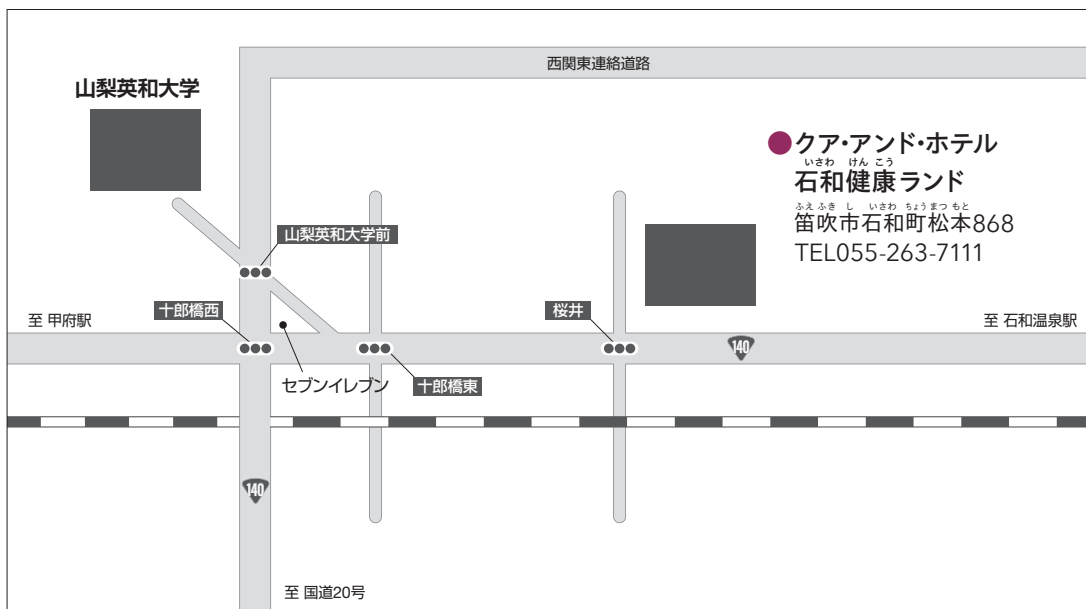 西関東連絡道路
山梨英和大学
クア・アンド・ホテル
いさわ けんこう
石和健康ランド
ふえふき し いさわ ちょうまつもと
笛吹市石和町松本868
TEL055-263-7111
山梨英和大学前
至 甲府駅
十郎橋西
桜井
至 石和温泉駅
140
セブンイレブン
十郎橋東
140
至 国道20号